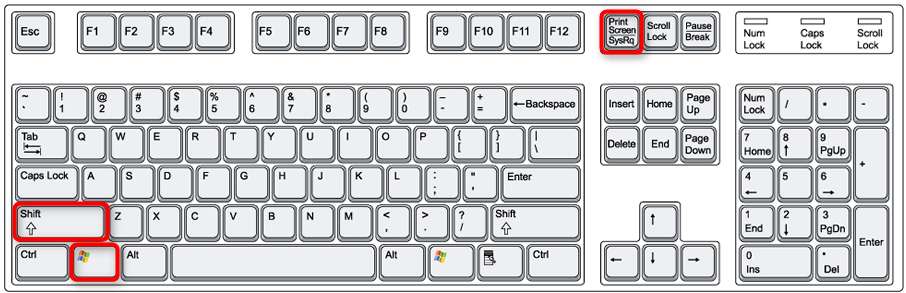 Esc F1 F2 F3 F4 F5 F6 F7 F8 F9 F10 F11 F12
Print
Screen
SysRq
Scroll
Lock
Pause
Break
Num
Lock
Caps
Lock
Scroll
Lock
~ ! @ # $ % ^ & * ( ) _ +
` 1 2 3 4 5 6 7 8 9 0 - = ←Backspace
Insert Home Page
Up
Num
Lock / * -
Tab Q W E R T Y U I O P { } |
[ ] \
Delete End Page
Down
7 8 9
Home ↑ PgUp +
Caps Lock A S D F G H J K L : " Enter
; '
4 5 6
← →
Shift Z X C V B N M < > ? Shift
⇧ , . / ⇧
↑
1 2 3
End ↓ PgDn
Enter
Ctrl Alt Alt Ctrl
← ↓ →
0 *
Ins Del